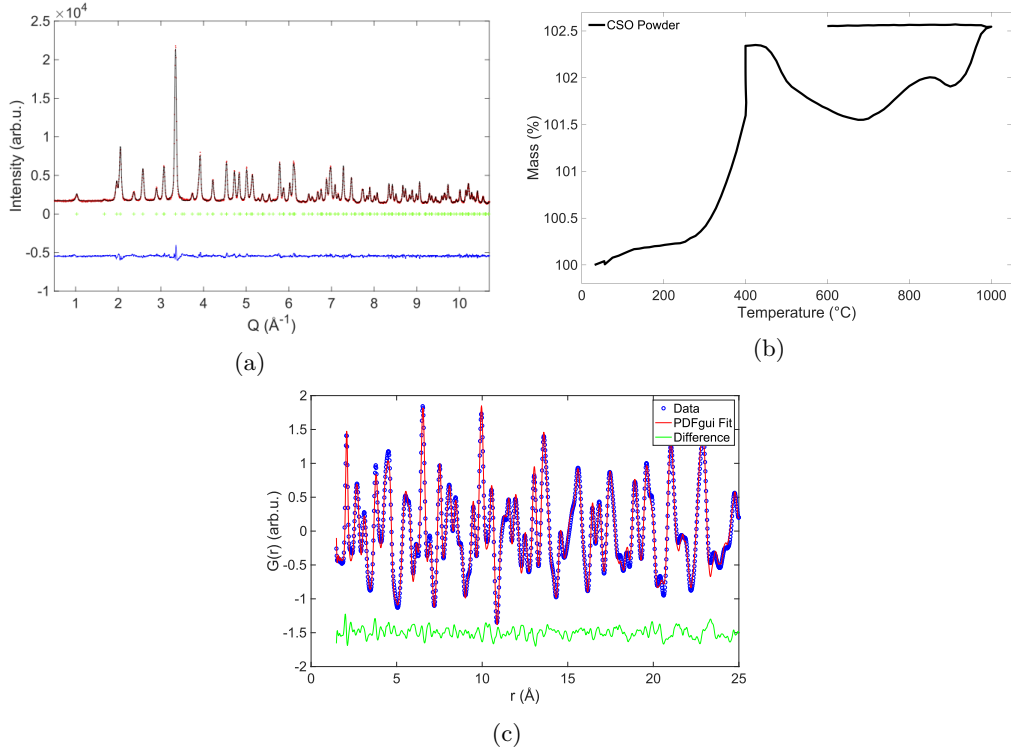 ×10⁴
2.5
2
1.5
1
0.5
0
-0.5
-1
Intensity (arb.u.)
1 2 3 4 5 6 7 8 9 10
Q (Å⁻¹)
(a)
CSO Powder
102.5
102
101.5
101
100.5
100
Mass (%)
0 200 400 600 800 1000
Temperature (°C)
(b)
Data
PDFgui Fit
Difference
2
1.5
1
0.5
0
-0.5
-1
-1.5
-2
G(r) (arb.u.)
0 5 10 15 20 25
r (Å)
(c)